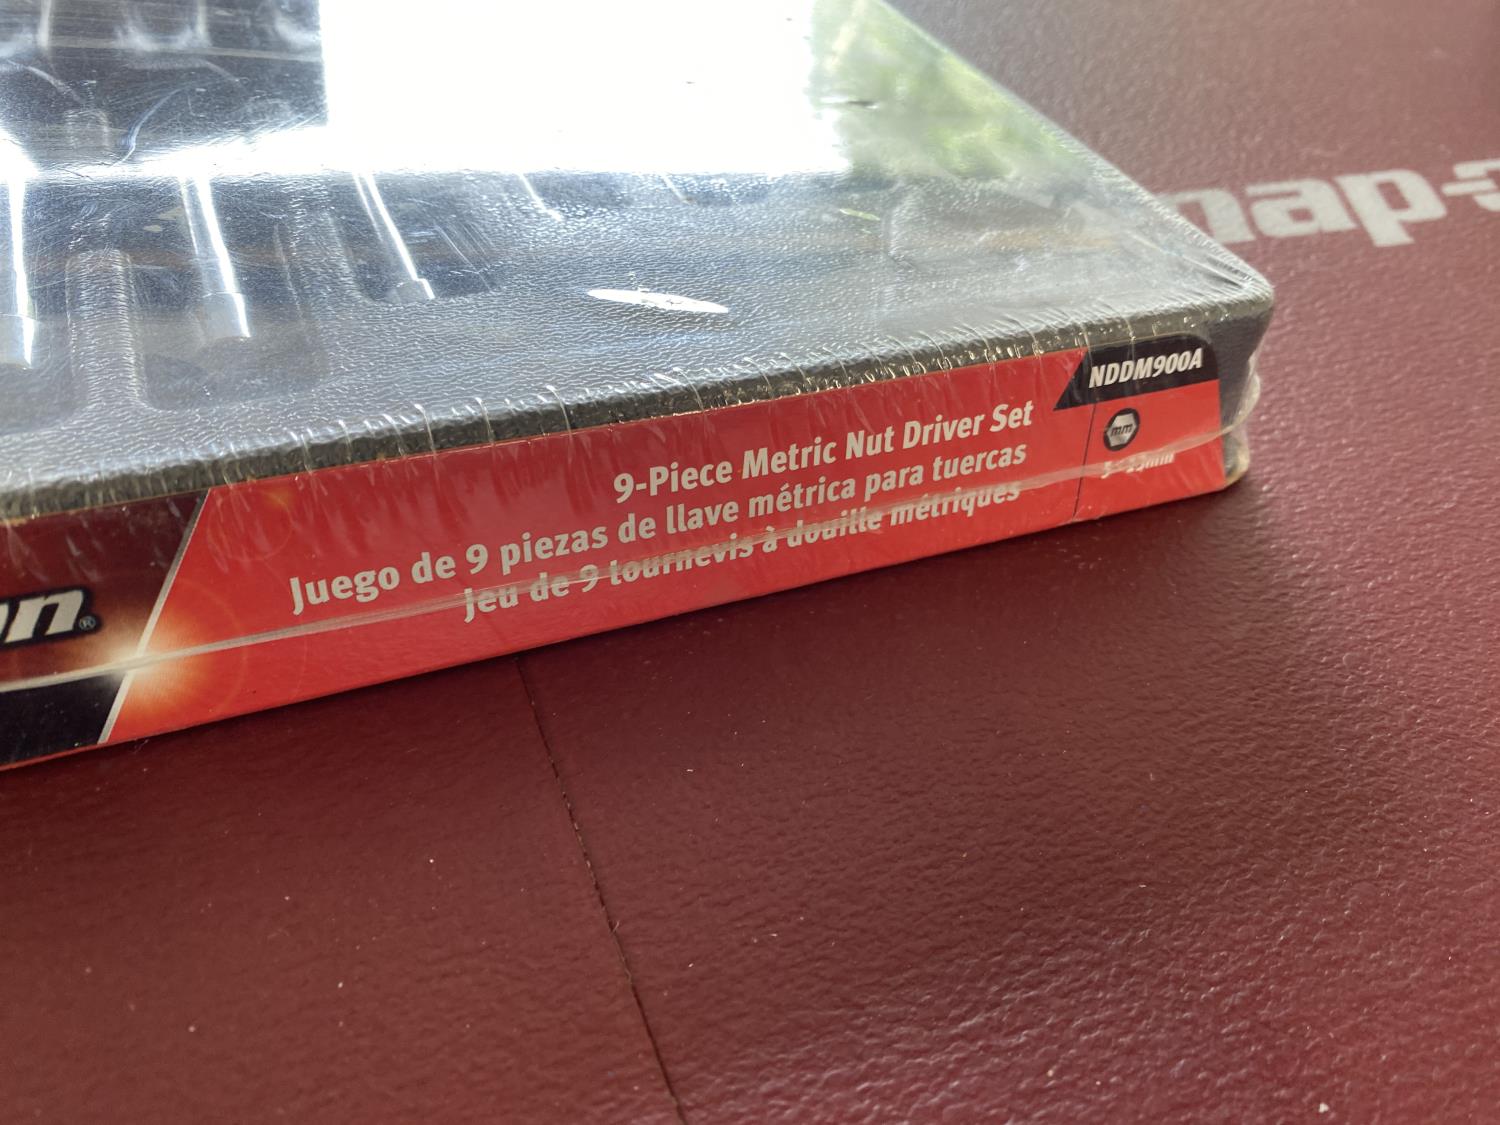 nap-o
NDDM900A
mm
9-Piece Metric Nut Driver Set
Juego de 9 piezas de llave métrica para tuercas
Jeu de 9 tournevis à douille métriques
on®